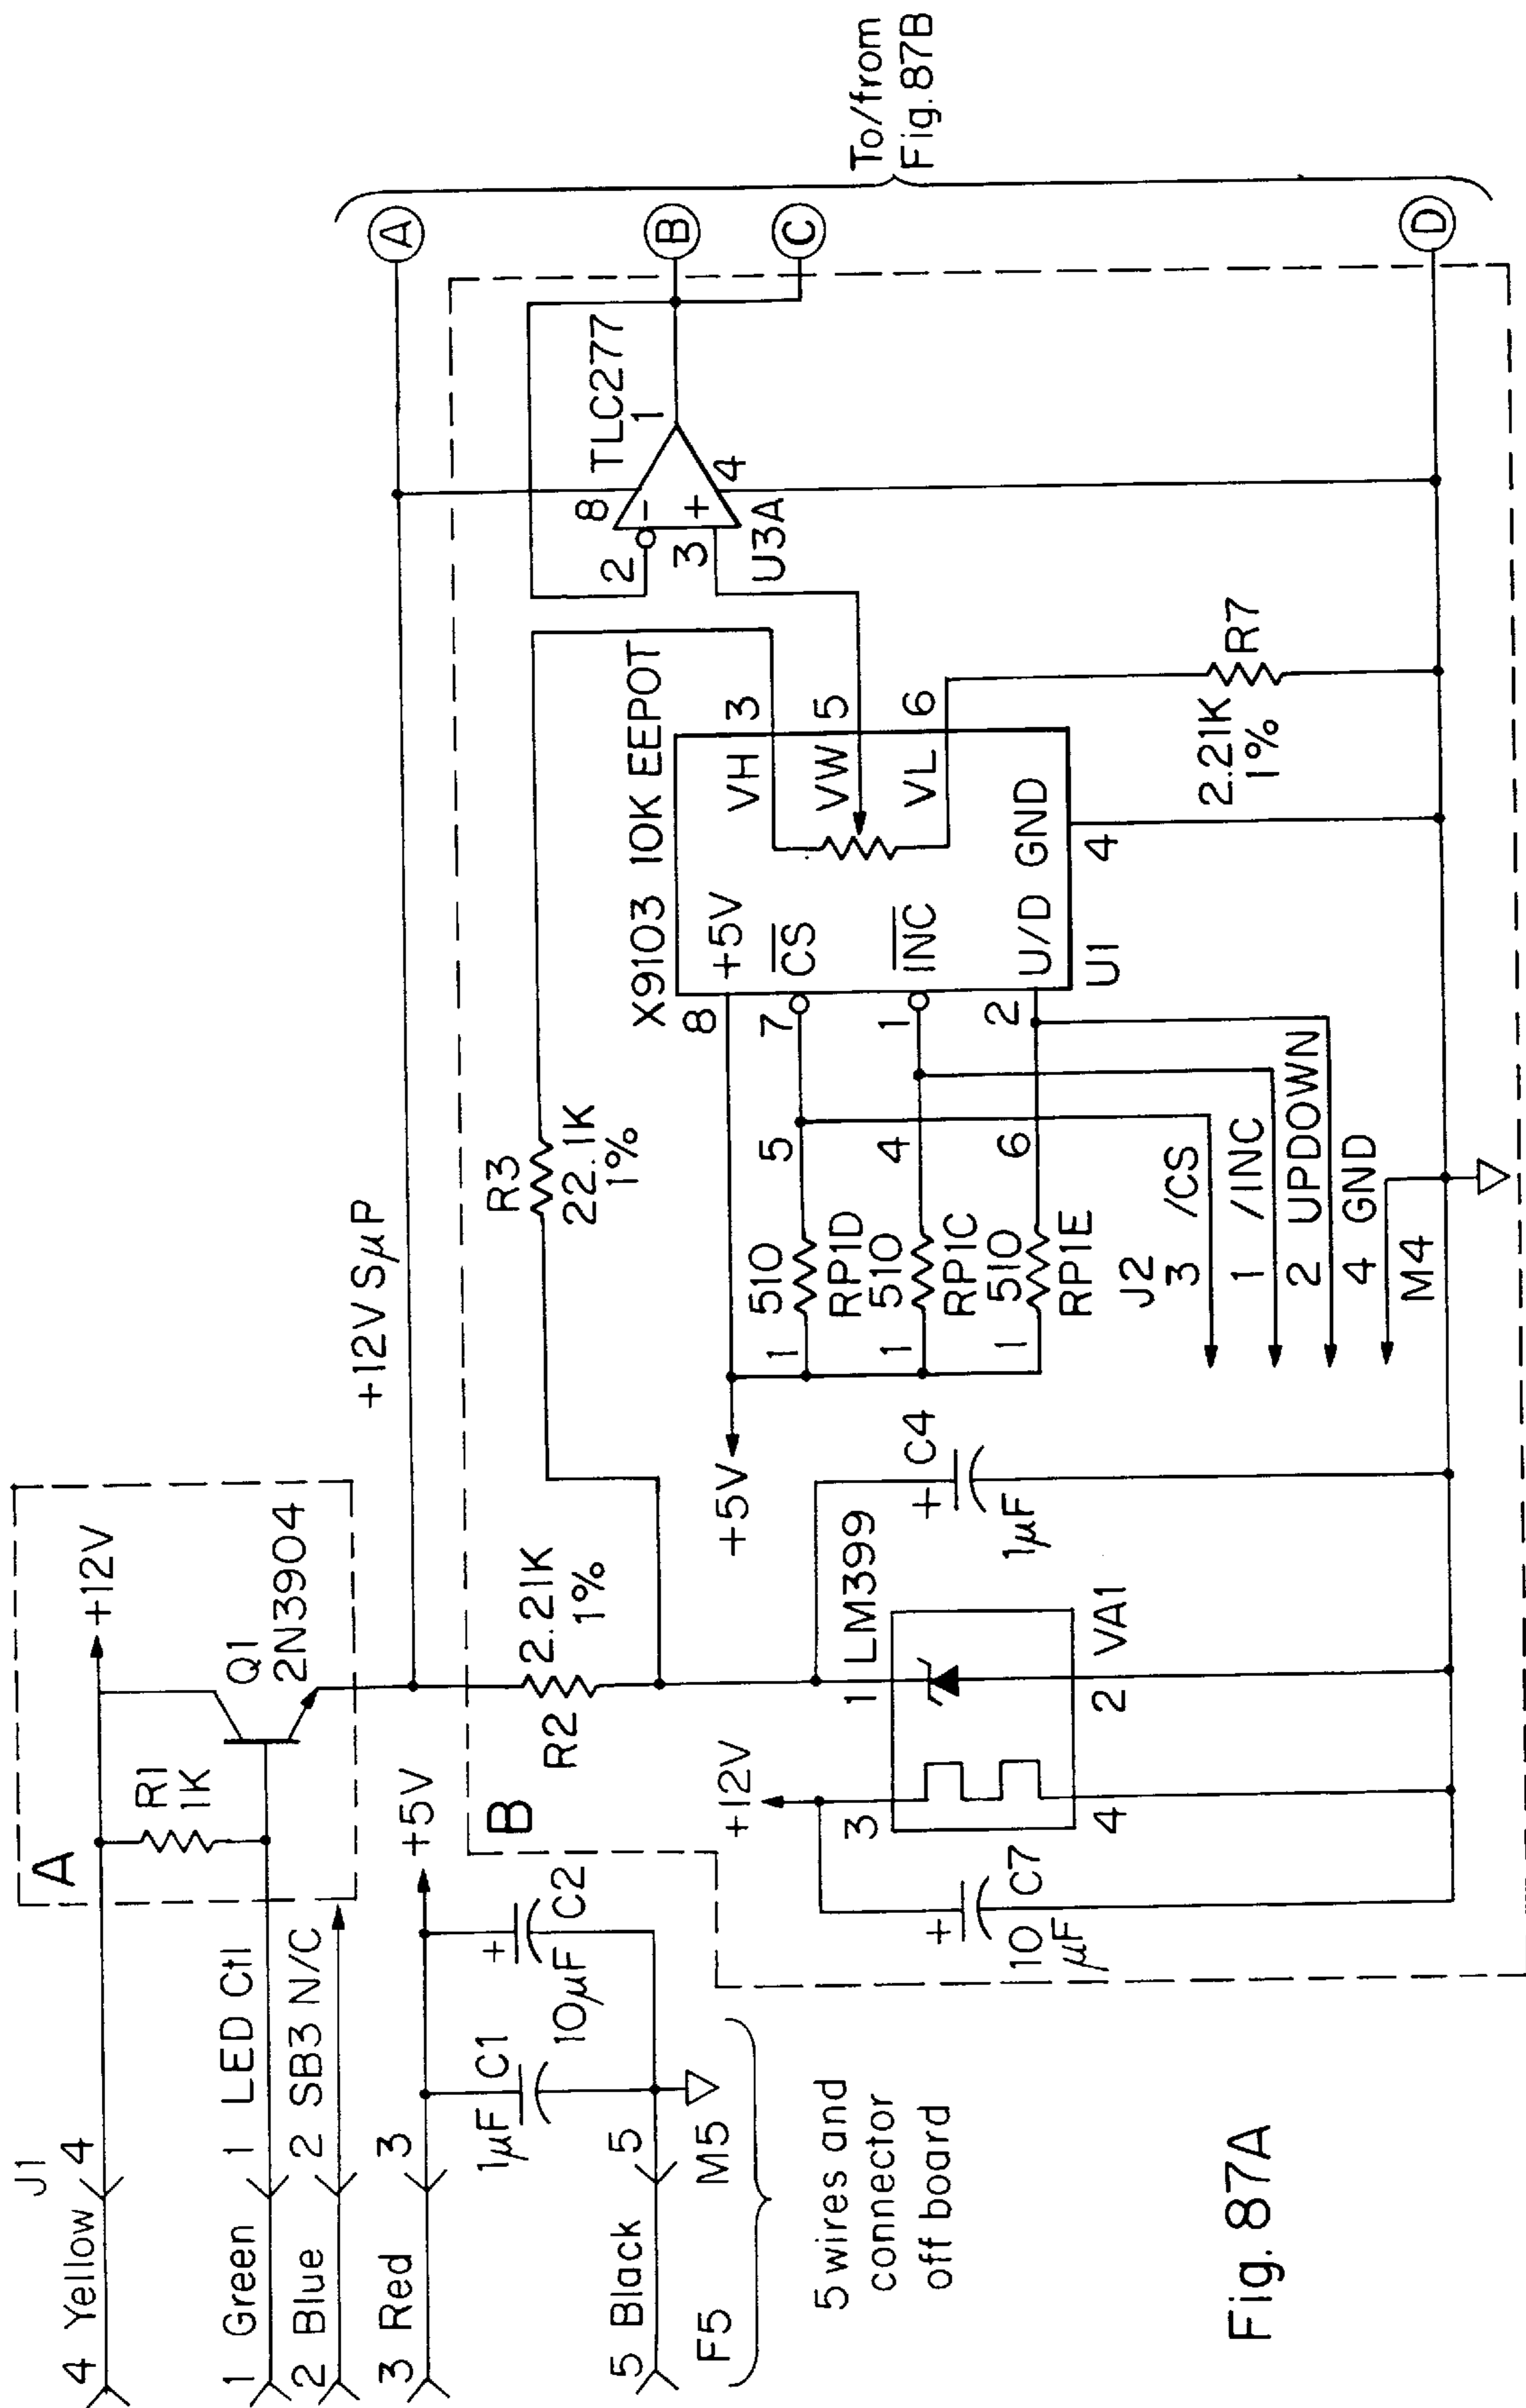 J1
4 Yellow 4
1 Green 1 LED Ctl
2 Blue 2 SB3 N/C
3 Red 3
5 Black 5
F5 M5
5 wires and
connector
off board
A
R1
1K
+12V
Q1
2N3904
+5V
1µF C1
+
10µF C2
+12VSµP
B
R2
2.21K
1%
R3
22.1K
1%
+12V
3
4
+
10
µF
C7
1 LM399
2 VA1
+ C4
1µF
+5V
1 510 5
RP1D
1 510 4
RP1C
1 510 6
RP1E
J2
3 /CS
1 /INC
2 UPDOWN
4 GND
M4
X9103 10K EEPOT
8 +5V
7 CS
1 INC
2 U/D GND
4
U1
VH 3
VW 5
VL 6
2.21K
1%
R7
2
3
8
TLC277
1
-
+
4
U3A
A
B
C
D
To/from
Fig.87B
Fig. 87A